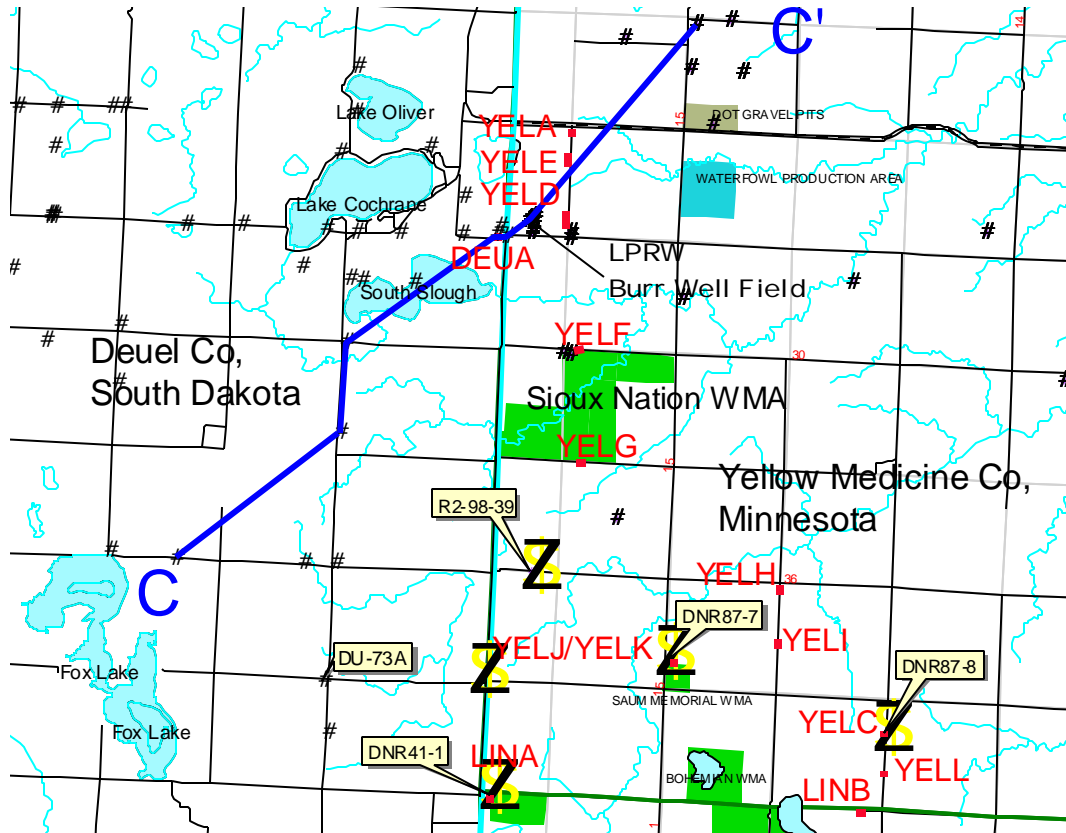 C'
14
Lake Oliver
15
DOT GRAVEL PITS
YELA
YELE
WATERFOWL PRODUCTION AREA
YELD
Lake Cochrane
DEUA
LPRW
Burr Well Field
South Slough
YELF
30
Deuel Co,
South Dakota
Sioux Nation WMA
YELG
15
Yellow Medicine Co,
Minnesota
R2-98-39
Z
C
YELH
36
DNR87-7
YELJ/YELK
Z
Z
YELI
DU-73A
DNR87-8
Fox Lake
15
SAUM MEMORIAL WMA
YELC
Z
Fox Lake
DNR41-1
LINA
Z
BOHEMIAN WMA
YELL
LINB
1